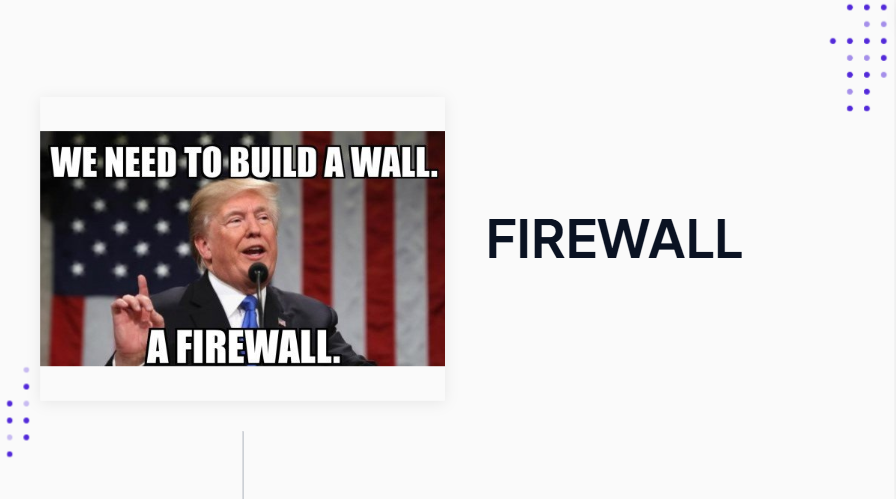 WE NEED TO BUILD A WALL.
A FIREWALL.
FIREWALL